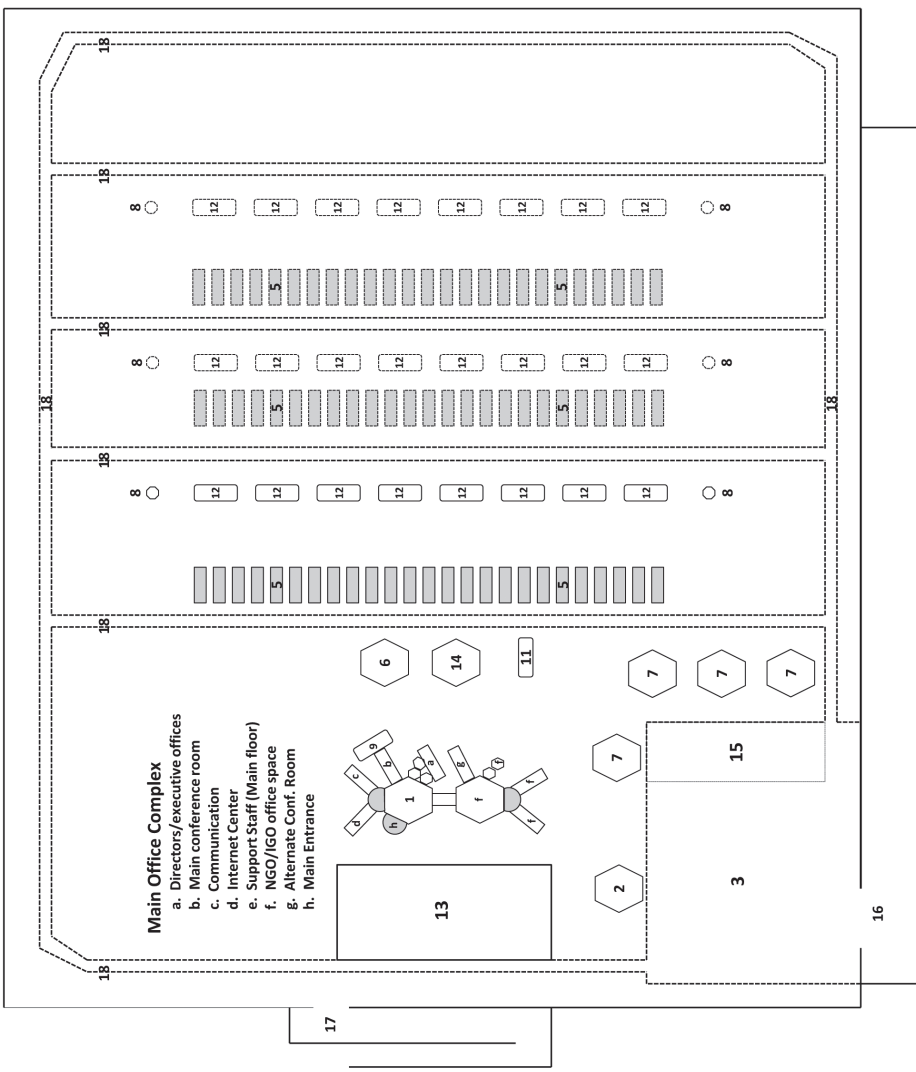 18
18 18 18 18 18 18
8 8 8
Main Office Complex
a. Directors/executive offices
b. Main conference room
c. Communication
d. Internet Center
e. Support Staff (Main floor)
f. NGO/IGO office space
g. Alternate Conf. Room
h. Main Entrance
12 12 12
5 12 5 12 5 12
17
12 12 12
d c 9 6
h b
12 12 12
1
a
13 14
12 12 12
g
f
f
11 12 12 12
f f
5 5 5
12 12 12
2 7
7 12 12 12
7
8 8 8
3 15
7
18
16